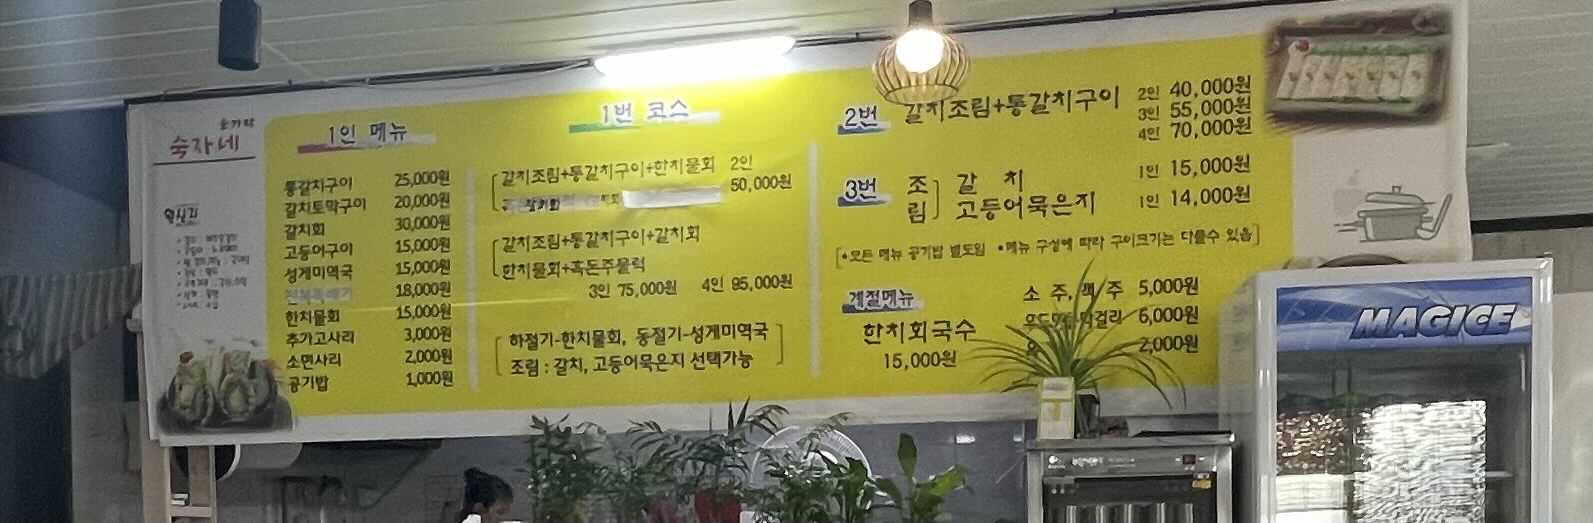 숟가락
숙자네
1인 메뉴
통갈치구이 25,000원
갈치토막구이 20,000원
갈치회 30,000원
고등어구이 15,000원
성게미역국 15,000원
전복뚝배기 18,000원
한치물회 15,000원
추가고사리 3,000원
소면사리 2,000원
공기밥 1,000원
1번 코스
갈치조림+통갈치구이+한치물회 2인
50,000원
갈치회
갈치조림+통갈치구이+갈치회
한치물회+흑돈주물럭
3인 75,000원 4인 95,000원
하절기-한치물회, 동절기-성게미역국
조림 : 갈치, 고등어묵은지 선택가능
2번 갈치조림+통갈치구이 2인 40,000원
3인 55,000원
4인 70,000원
3번 조림 갈치 1인 15,000원
고등어묵은지 1인 14,000원
•모든 메뉴 공기밥 별도임 •메뉴 구성에 따라 구이크기는 다를수 있음
계절메뉴
한치회국수
15,000원
소주, 맥주 5,000원
막걸리 6,000원
2,000원
MAGICE